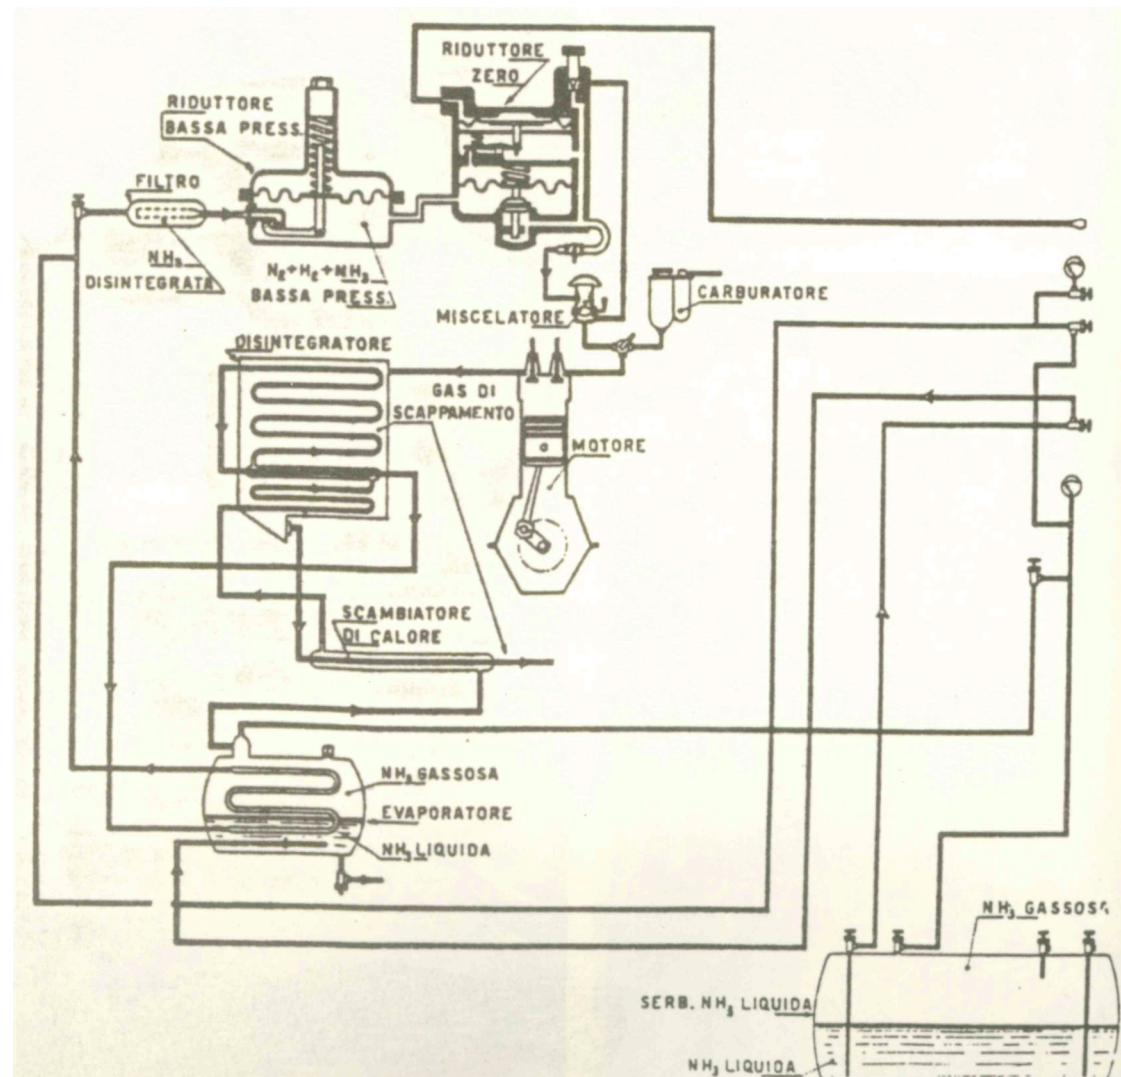 RIDUTTORE
ZERO
RIDUTTORE
BASSA PRESS.
FILTRO
NH₃
DISINTEGRATA
N₂+H₂+NH₃
BASSA PRESS.
CARBURATORE
MISCELATORE
DISINTEGRATORE
GAS DI
SCAPPAMENTO
MOTORE
SCAMBIATORE
DI CALORE
NH₃ GASSOSA
EVAPORATORE
NH₃ LIQUIDA
NH₃ GASSOSA
SERB. NH₃ LIQUIDA
NH₃ LIQUIDA